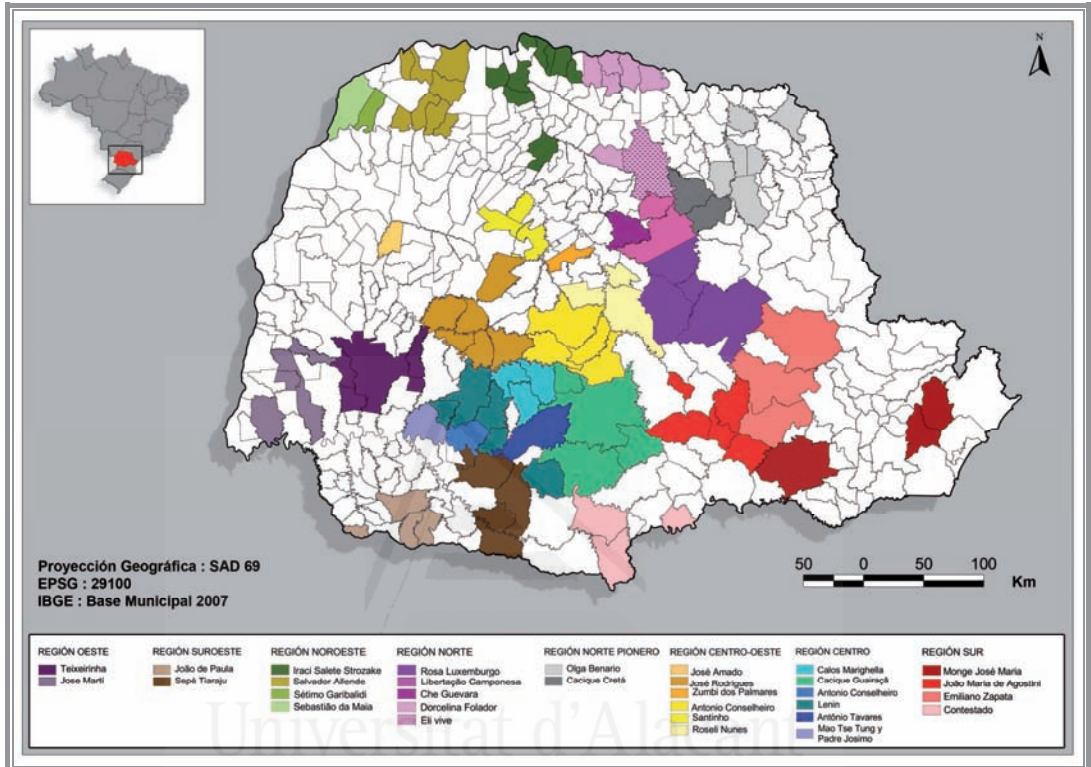 N
Proyección Geográfica : SAD 69
EPSG : 29100
IBGE : Base Municipal 2007
50 0 50 100
Km
REGIÓN OESTE
Teixeirinha
Jose Martí
REGIÓN SUROESTE
João de Paula
Sepé Tiaraju
REGIÓN NOROESTE
Iraci Salete Strozake
Salvador Allende
Sétimo Garibalidi
Sebastião da Maia
REGIÓN NORTE
Rosa Luxemburgo
Libertação Camponesa
Che Guevara
Dorcelina Folador
Eli vive
REGIÓN NORTE PIONERO
Olga Benario
Cacique Cretã
REGIÓN CENTRO-OESTE
José Amado
José Rodrigues
Zumbi dos Palmares
Antonio Conselheiro
Santinho
Roseli Nunes
REGIÓN CENTRO
Calos Marighella
Cacique Guairaçã
Antonio Conselheiro
Lenin
António Tavares
Mao Tse Tung y
Padre Josimo
REGIÓN SUR
Monge José Maria
João Maria de Agostini
Emiliano Zapata
Contestado
Universitat d'Alacant